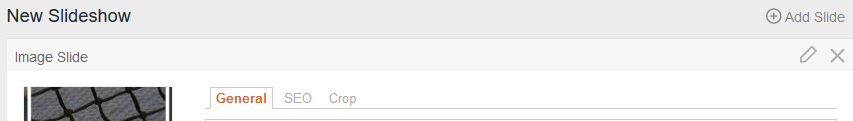 New Slideshow Add Slide
Image Slide
General SEO Crop